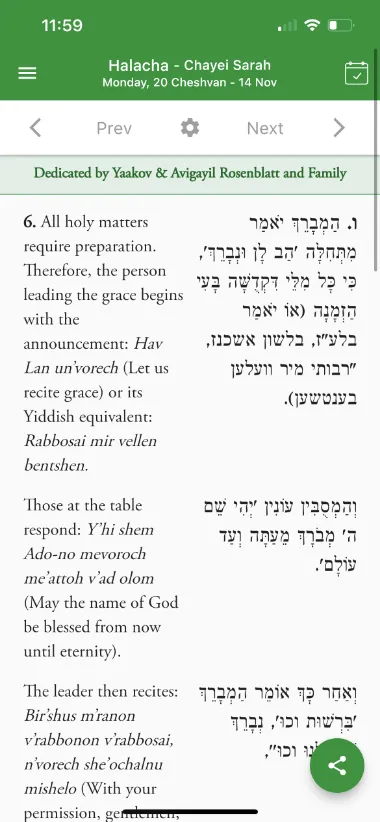 11:59
Halacha - Chayei Sarah
Monday, 20 Cheshvan - 14 Nov
Prev
Next
Dedicated by Yaakov & Avigayil Rosenblatt and Family
6. All holy matters
require preparation.
Therefore, the person
leading the grace begins
with the
announcement: Hav
Lan un'vorech (Let us
recite grace) or its
Yiddish equivalent:
Rabbosai mir vellen
bentshen.
ו. הַמְבָרֵךְ יֹאמַר
מִתְּחִלָּה 'הַב לָן וּנְבָרֵךְ',
כִּי כָּל מִלֵּי דִּקְדֻשָּׁה בָּעֵי
הַזְמָנָה (אוֹ יֹאמַר
בלע"ז, בלשון אשכנז,
"רבותי מיר וועלען
בענטשען).
Those at the table
respond: Y'hi shem
Ado-no mevoroch
me'attoh v'ad olom
(May the name of God
be blessed from now
until eternity).
וְהַמְסֻבִּין עוֹנִין 'יְהִי שֵׁם
ה' מְבֹרָךְ מֵעַתָּה וְעַד
עוֹלָם'.
The leader then recites:
Bir'shus m'ranon
v'rabbonon v'rabbosai,
n'vorech she'ochalnu
mishelo (With your
permission, gentlemen,
וְאַחַר כָּךְ אוֹמֵר הַמְבָרֵךְ
'בִּרְשׁוּת וכו', נְבָרֵךְ
וכו'",